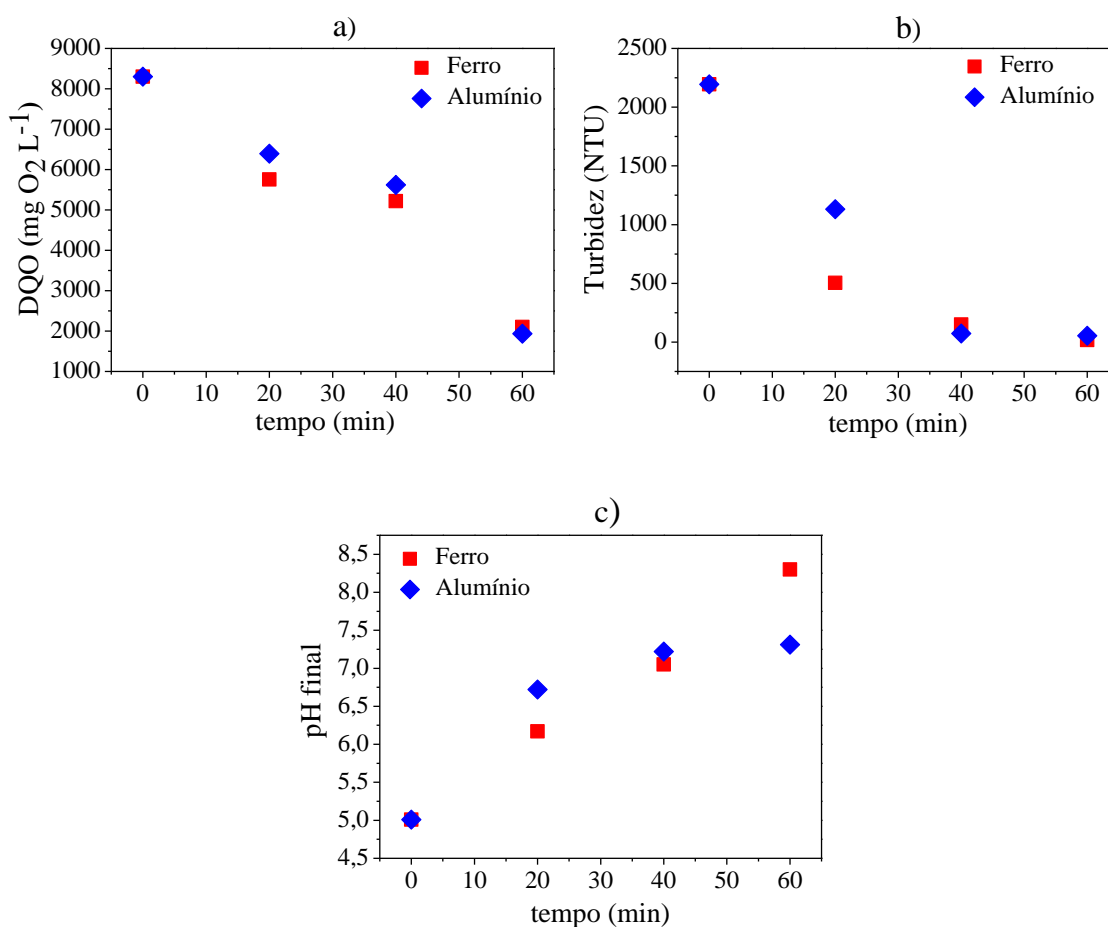 a)
9000
8000
7000
6000
5000
4000
3000
2000
1000
DQO (mg O2 L-1)
Ferro
Alumínio
0 10 20 30 40 50 60
tempo (min)
b)
2500
2000
1500
1000
500
0
Turbidez (NTU)
Ferro
Alumínio
0 10 20 30 40 50 60
tempo (min)
c)
8,5
8,0
7,5
7,0
6,5
6,0
5,5
5,0
4,5
pH final
Ferro
Alumínio
0 10 20 30 40 50 60
tempo (min)